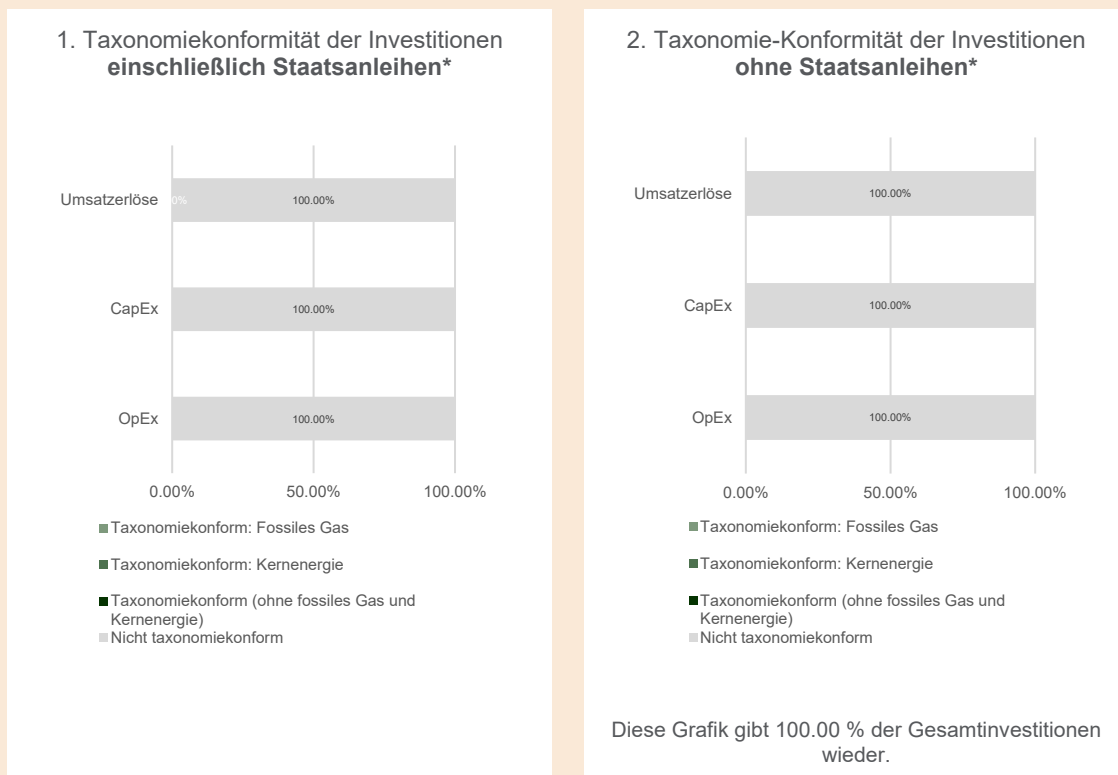 1. Taxonomiekonformität der Investitionen
einschließlich Staatsanleihen*
Umsatzerlöse
0%
100.00%
CapEx
100.00%
OpEx
100.00%
0.00%
50.00%
100.00%
Taxonomiekonform: Fossiles Gas
Taxonomiekonform: Kernenergie
Taxonomiekonform (ohne fossiles Gas und
Kernenergie)
Nicht taxonomiekonform
2. Taxonomie-Konformität der Investitionen
ohne Staatsanleihen*
Umsatzerlöse
100.00%
CapEx
100.00%
OpEx
100.00%
0.00%
50.00%
100.00%
Taxonomiekonform: Fossiles Gas
Taxonomiekonform: Kernenergie
Taxonomiekonform (ohne fossiles Gas und
Kernenergie)
Nicht taxonomiekonform
Diese Grafik gibt 100.00 % der Gesamtinvestitionen
wieder.